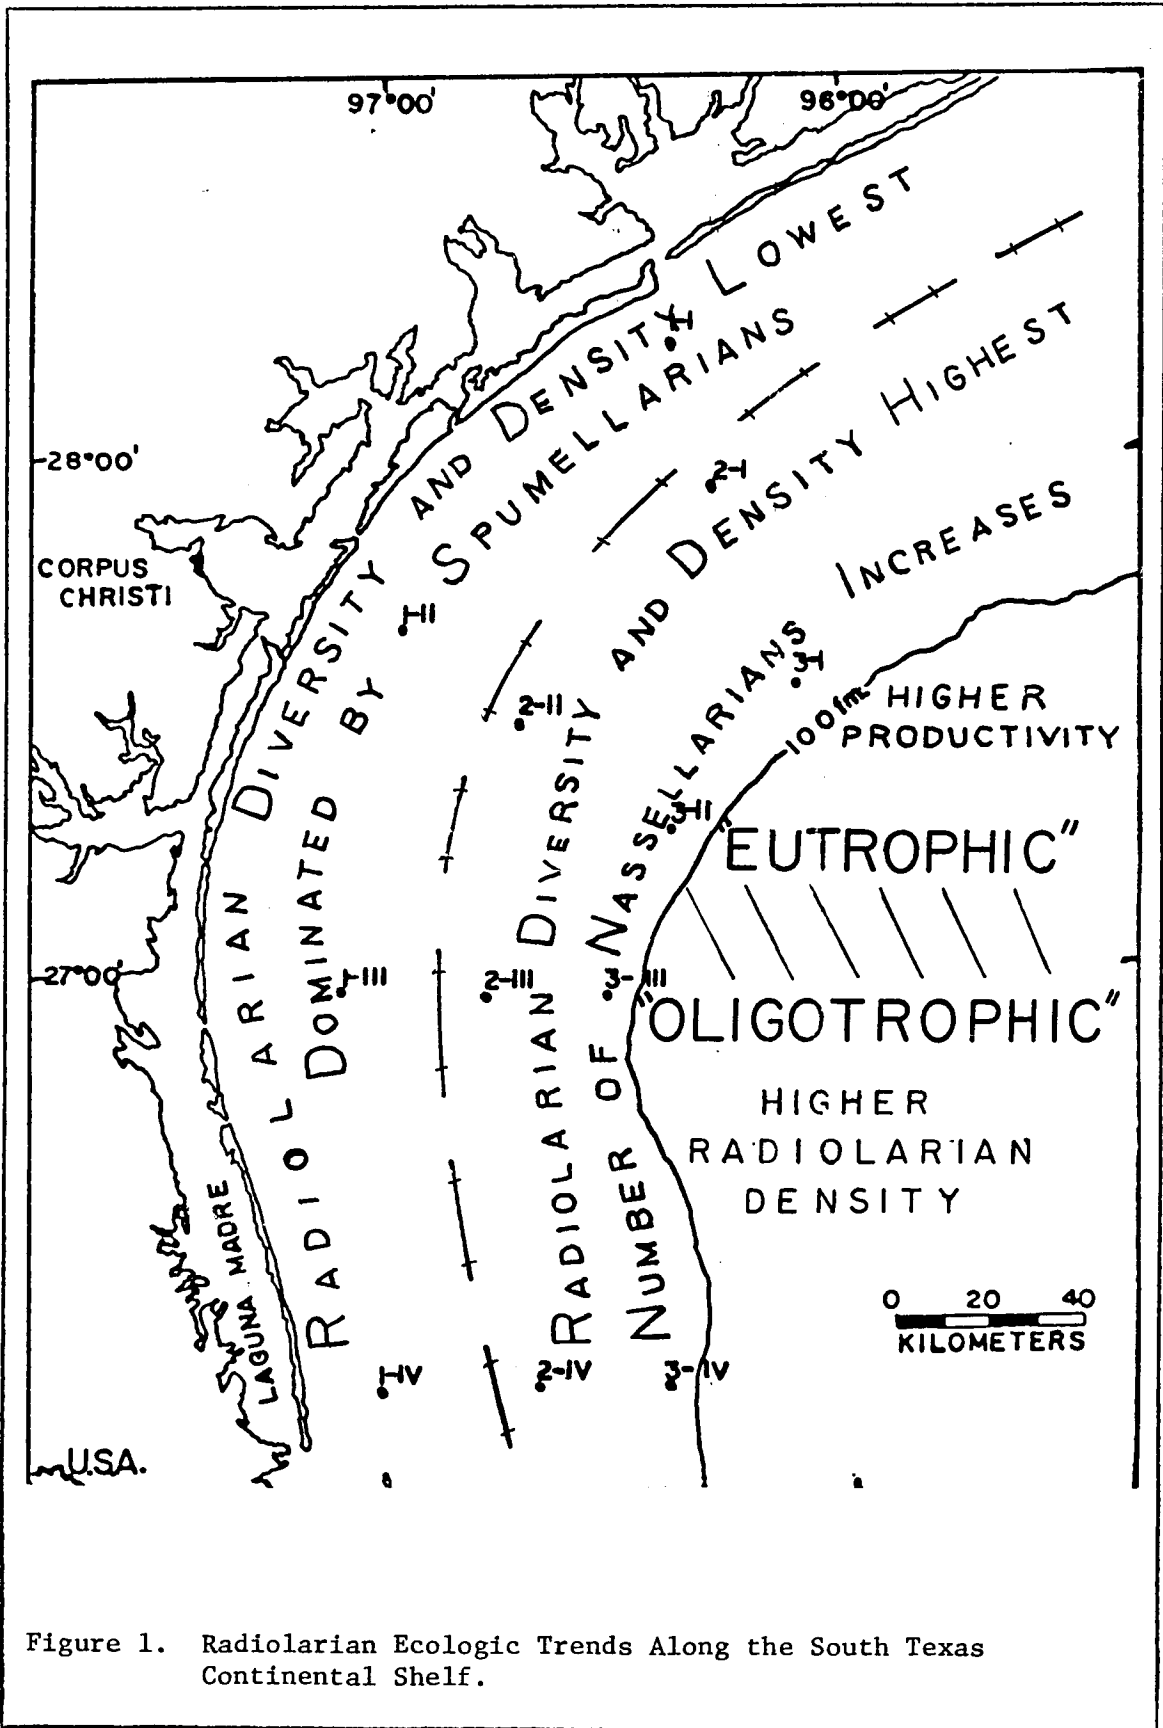 97°00'
96°00'
28°00'
27°00'
CORPUS
CHRISTI
LAGUNA MADRE
U.S.A.
RADIOLARIAN DIVERSITY AND DENSITY LOWEST
DOMINATED BY SPUMELLARIANS
RADIOLARIAN DIVERSITY AND DENSITY HIGHEST
NUMBER OF NASSELLARIANS INCREASES
1-I
2-I
3-I
1-II
2-II
3-II
1-III
2-III
3-III
1-IV
2-IV
3-IV
100fm.
HIGHER
PRODUCTIVITY
"EUTROPHIC"
"OLIGOTROPHIC"
HIGHER
RADIOLARIAN
DENSITY
0 20 40
KILOMETERS
Figure 1. Radiolarian Ecologic Trends Along the South Texas
Continental Shelf.